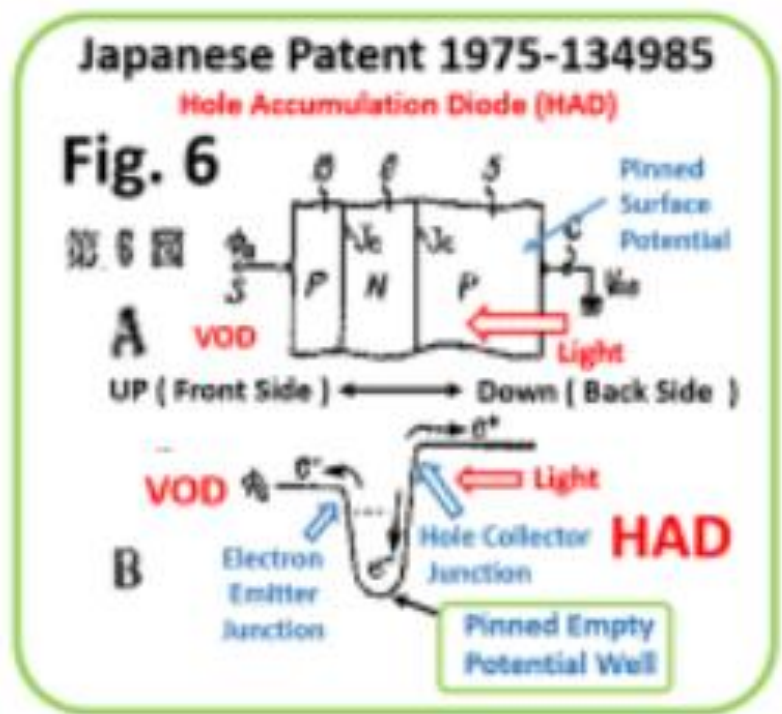 Japanese Patent 1975-134985
Hole Accumulation Diode (HAD)
Fig. 6
Pinned
Surface
Potential
第 6 図
S
P N P
C
A
VOD
Light
UP ( Front Side ) Down ( Back Side )
e⁺
VOD
e⁻
Light
Hole Collector
Junction
HAD
Electron
Emitter
Junction
B
e⁻
Pinned Empty
Potential Well